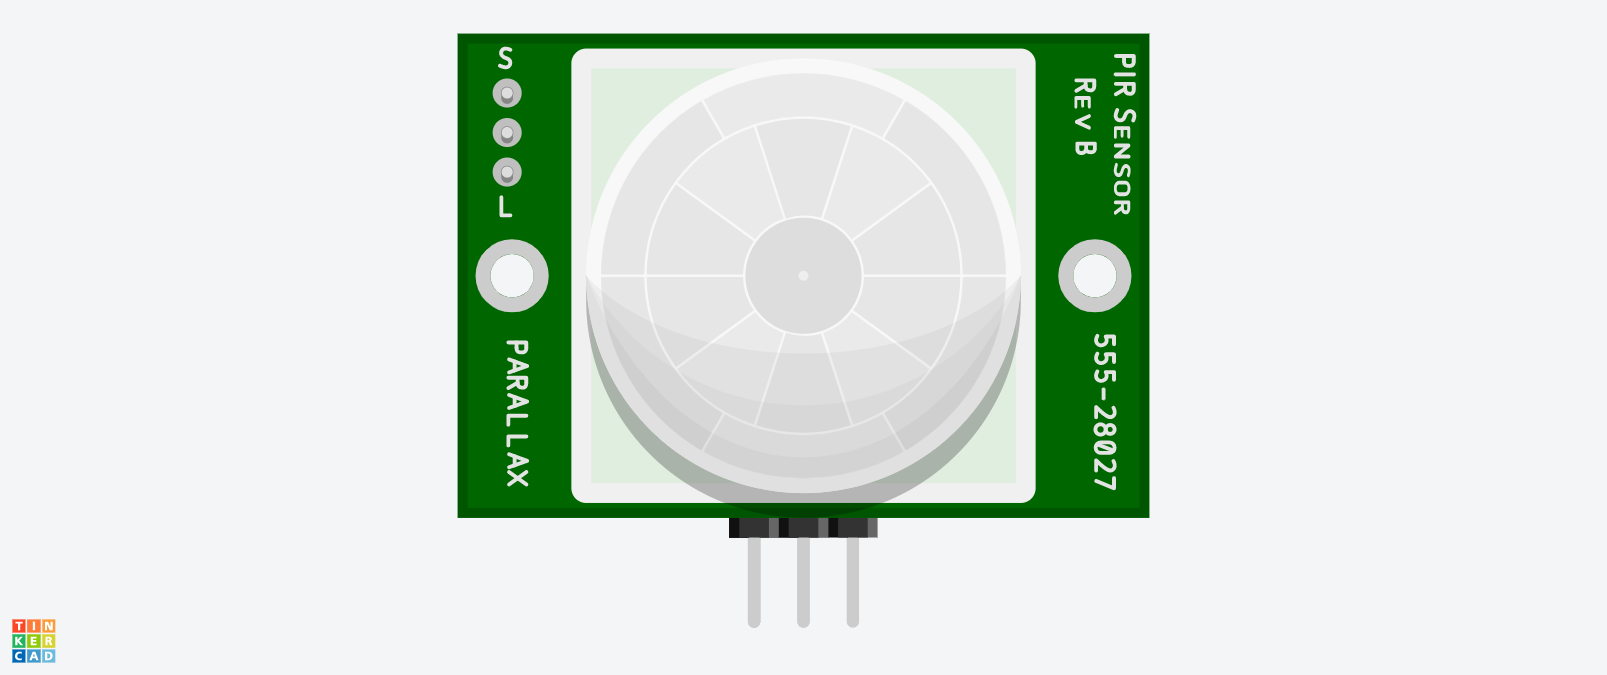 S
L
PARALLAX
PIR SENSOR
REV B
555-28027
TIN
KER
CAD